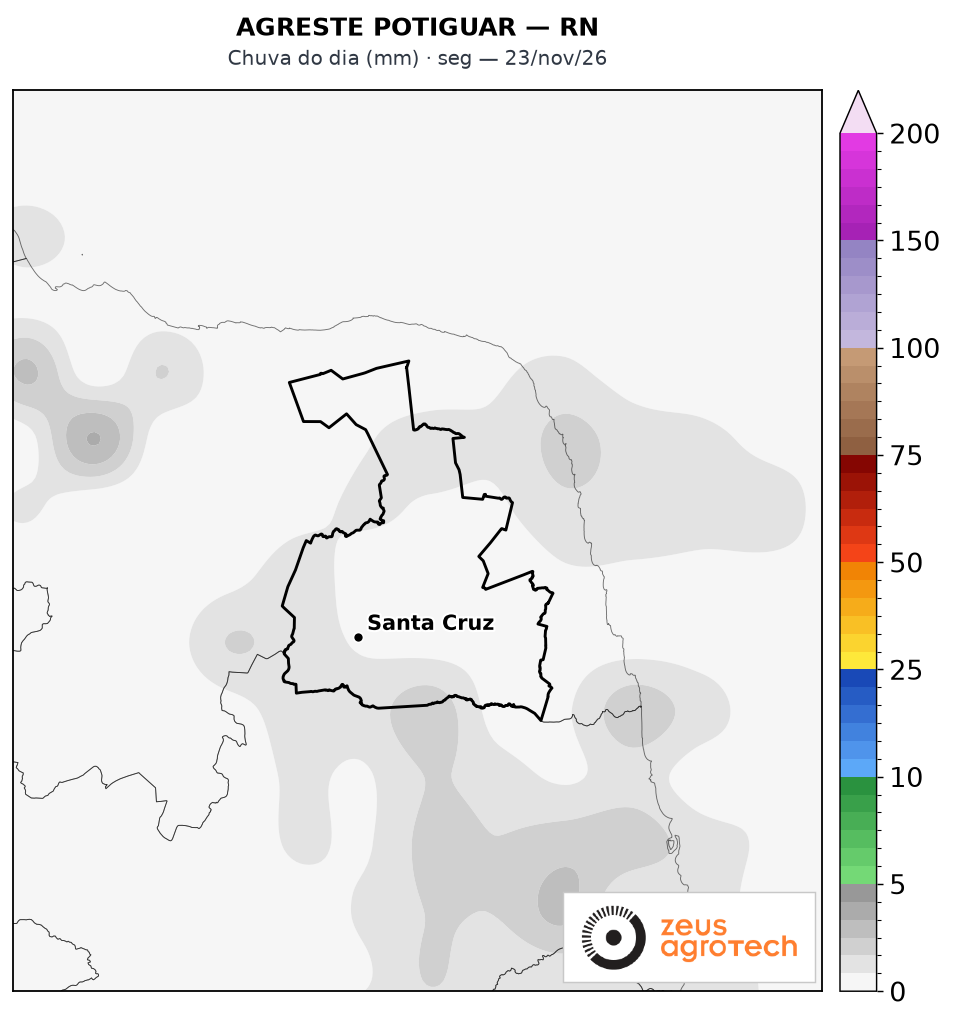 AGRESTE POTIGUAR — RN
Chuva do dia (mm) · seg — 23/nov/26
200
150
100
75
50
25
10
5
0
Santa Cruz
zeus
agrotech